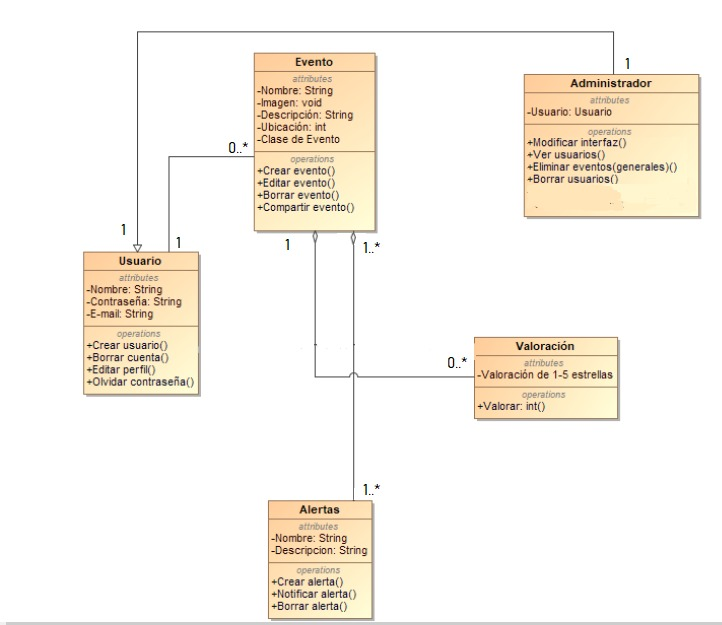 Evento
attributes
-Nombre: String
-Imagen: void
-Descripción: String
-Ubicación: int
-Clase de Evento
operations
+Crear evento()
+Editar evento()
+Borrar evento()
+Compartir evento()
1
Administrador
attributes
-Usuario: Usuario
operations
+Modificar interfaz()
+Ver usuarios()
+Eliminar eventos(generales)()
+Borrar usuarios()
0..*
1
1
1
1..*
Usuario
attributes
-Nombre: String
-Contraseña: String
-E-mail: String
operations
+Crear usuario()
+Borrar cuenta()
+Editar perfil()
+Olvidar contraseña()
0..*
Valoración
attributes
-Valoración de 1-5 estrellas
operations
+Valorar: int()
1..*
Alertas
attributes
-Nombre: String
-Descripcion: String
operations
+Crear alerta()
+Notificar alerta()
+Borrar alerta()